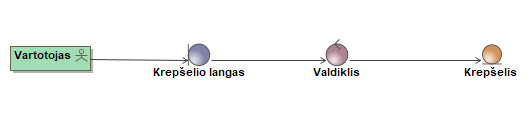 Vartotojas
Krepšelio langas
Valdiklis
Krepšelis